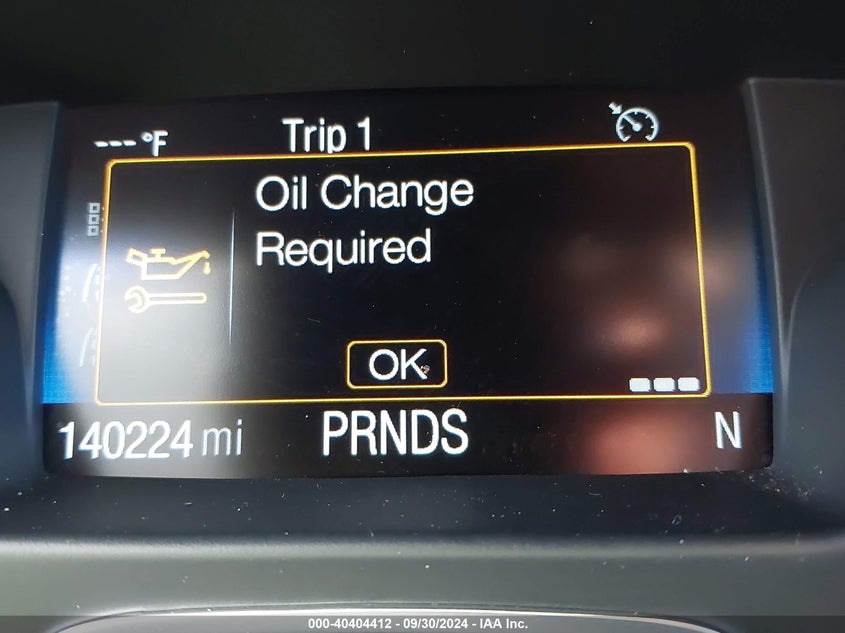 ---°F Trip 1
Oil Change
Required
OK
140224 mi PRNDS N
000-40404412 - 09/30/2024 - IAA Inc.